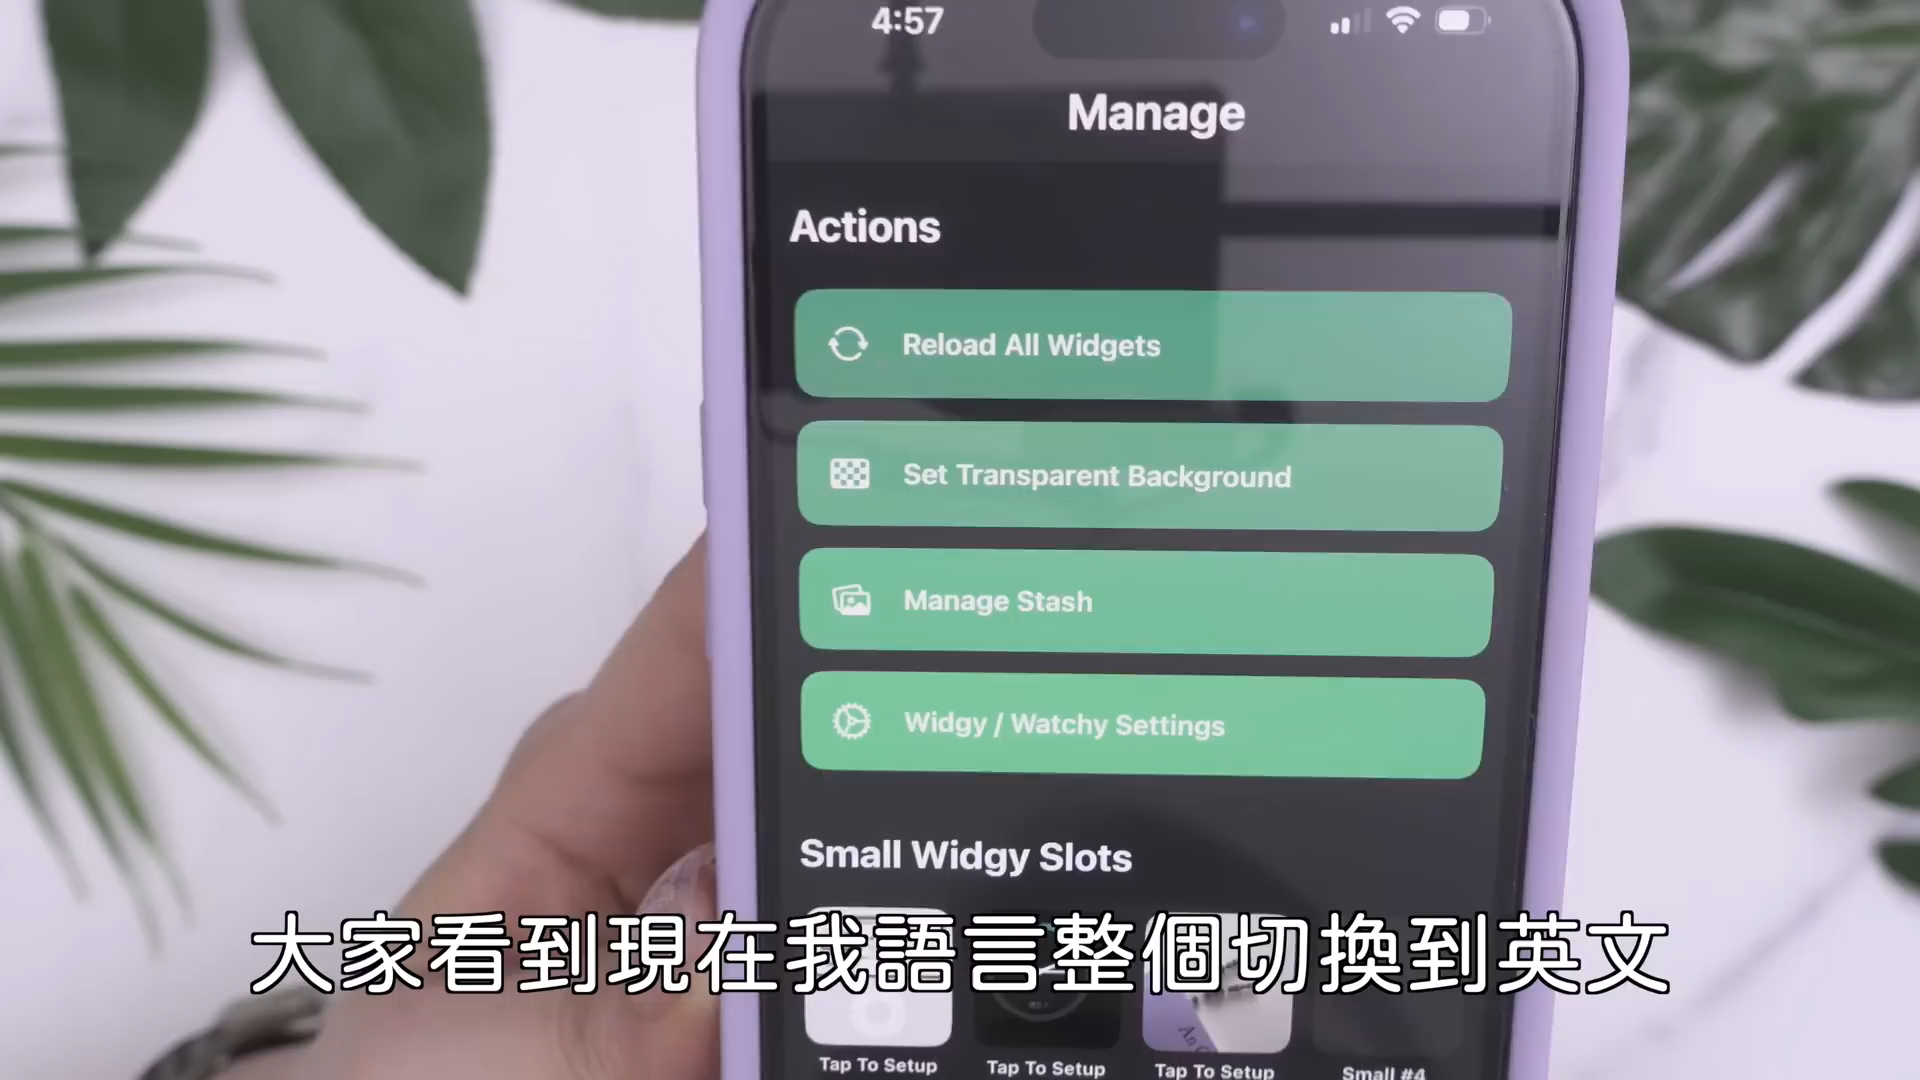 4:57
Manage
Actions
Reload All Widgets
Set Transparent Background
Manage Stash
Widgy / Watchy Settings
Small Widgy Slots
大家看到現在我語言整個切換到英文
Tap To Setup
Tap To Setup
Tap To Setup
Small #4